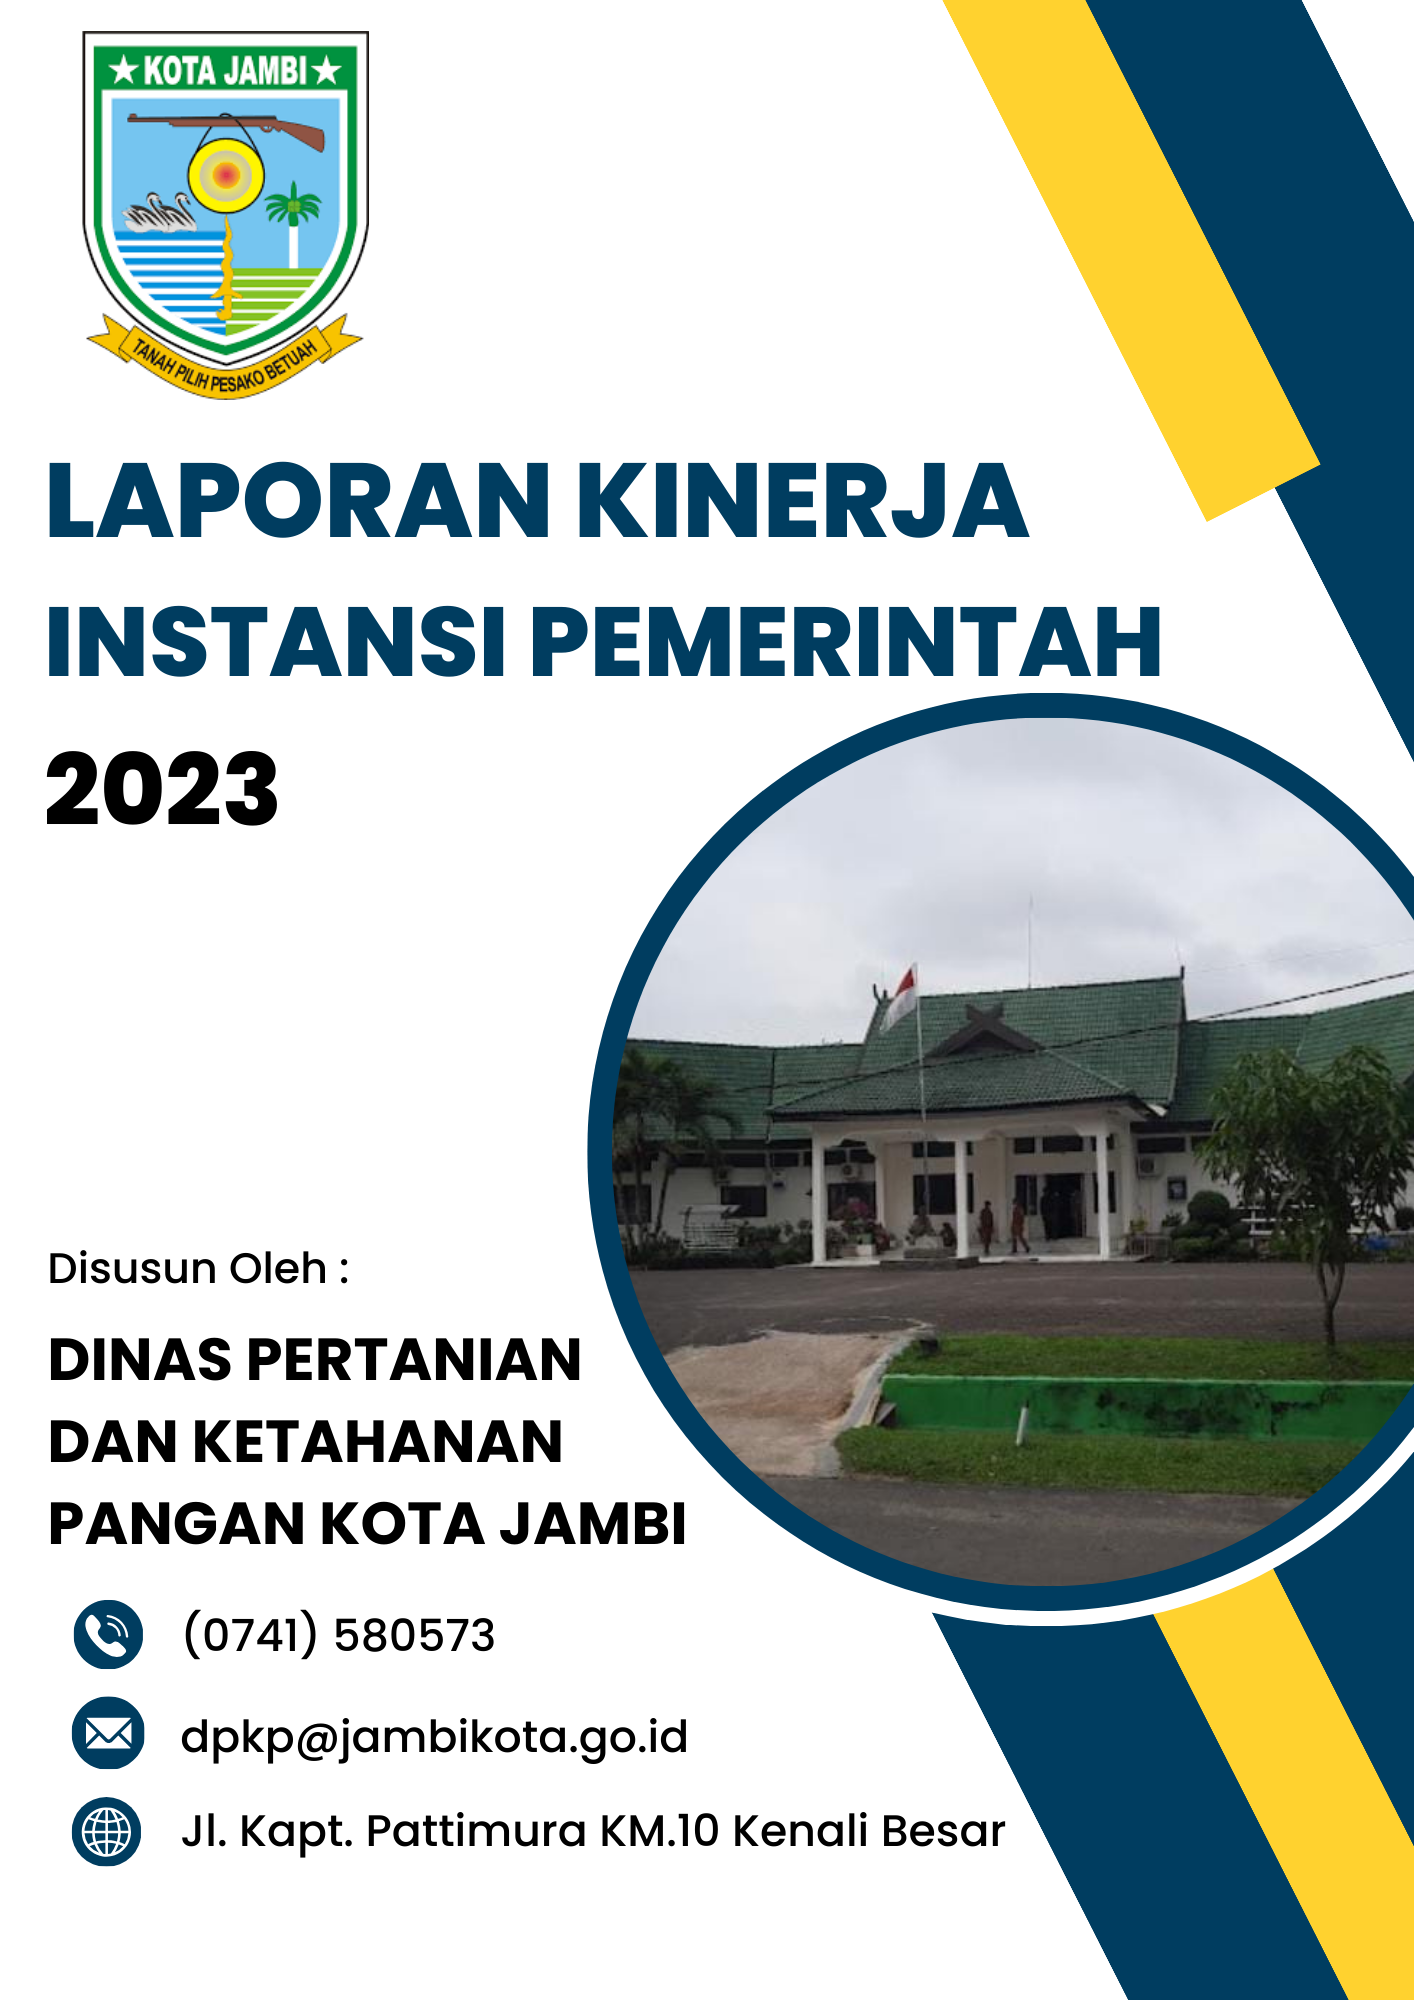 KOTA JAMBI
TANAH PILIH PESAKO BETUAH
LAPORAN KINERJA
INSTANSI PEMERINTAH
2023
Disusun Oleh :
DINAS PERTANIAN
DAN KETAHANAN
PANGAN KOTA JAMBI
(0741) 580573
dpkp@jambikota.go.id
Jl. Kapt. Pattimura KM.10 Kenali Besar